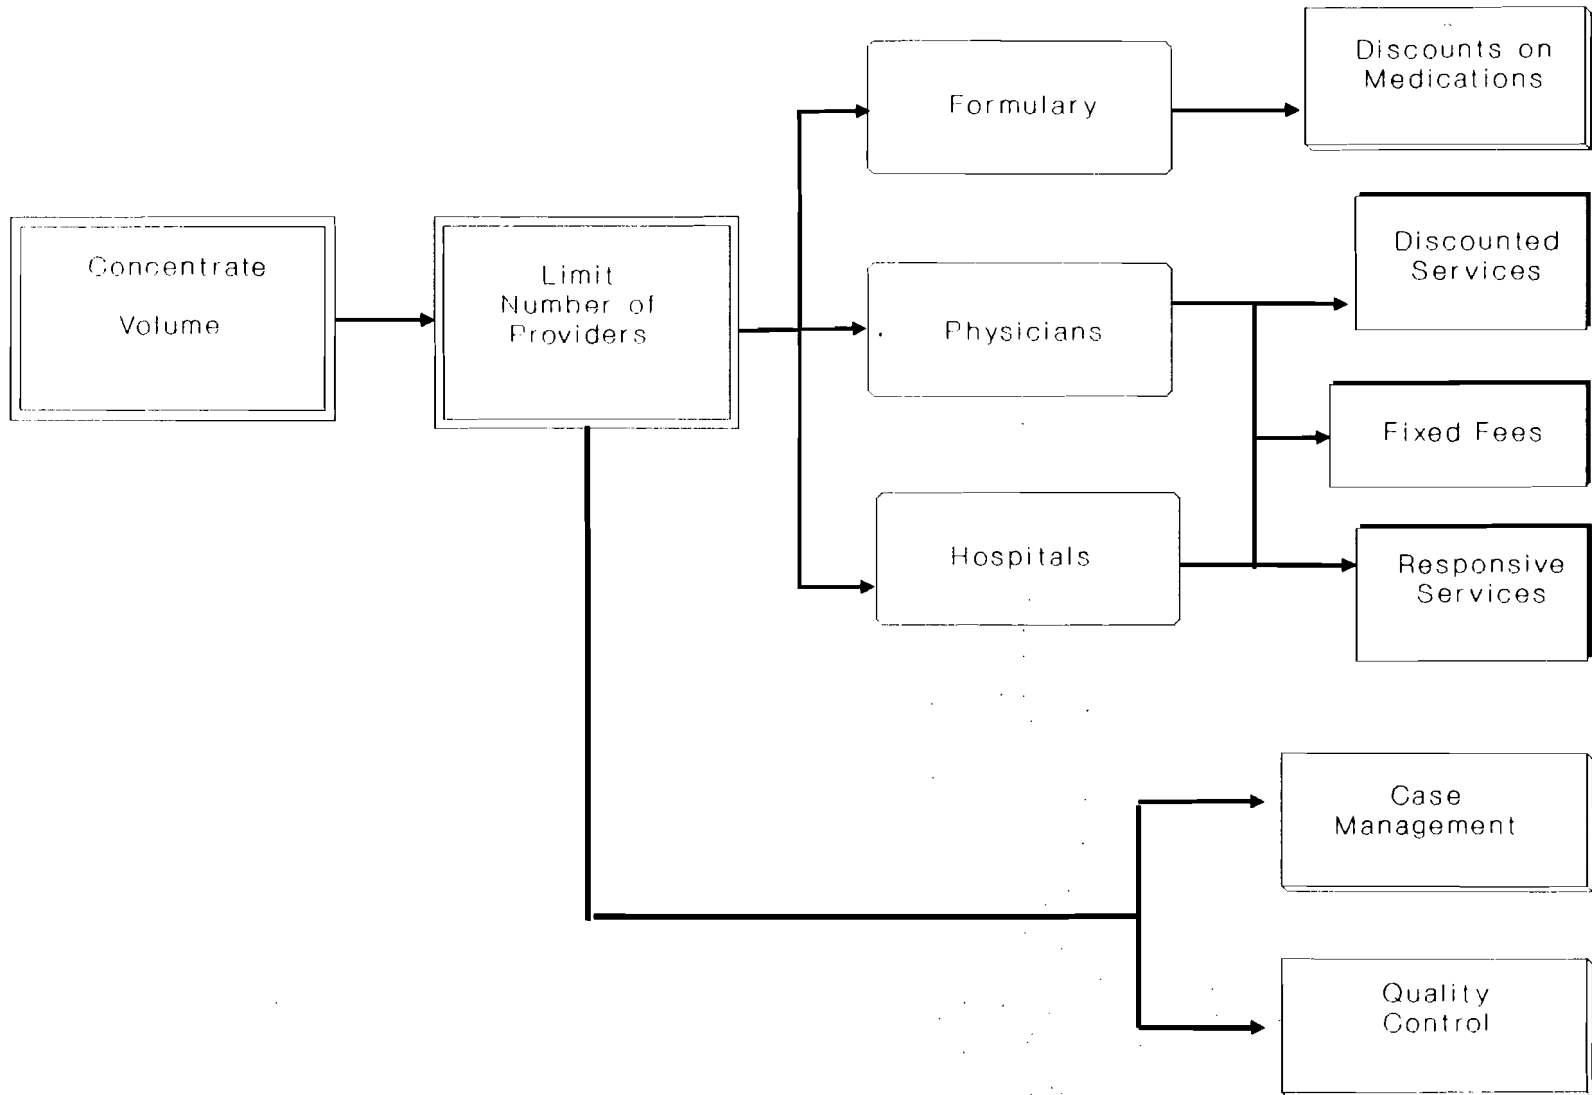 Concentrate
Volume
Limit
Number of
Providers
Formulary
Physicians
Hospitals
Discounts on
Medications
Discounted
Services
Fixed Fees
Responsive
Services
Case
Management
Quality
Control